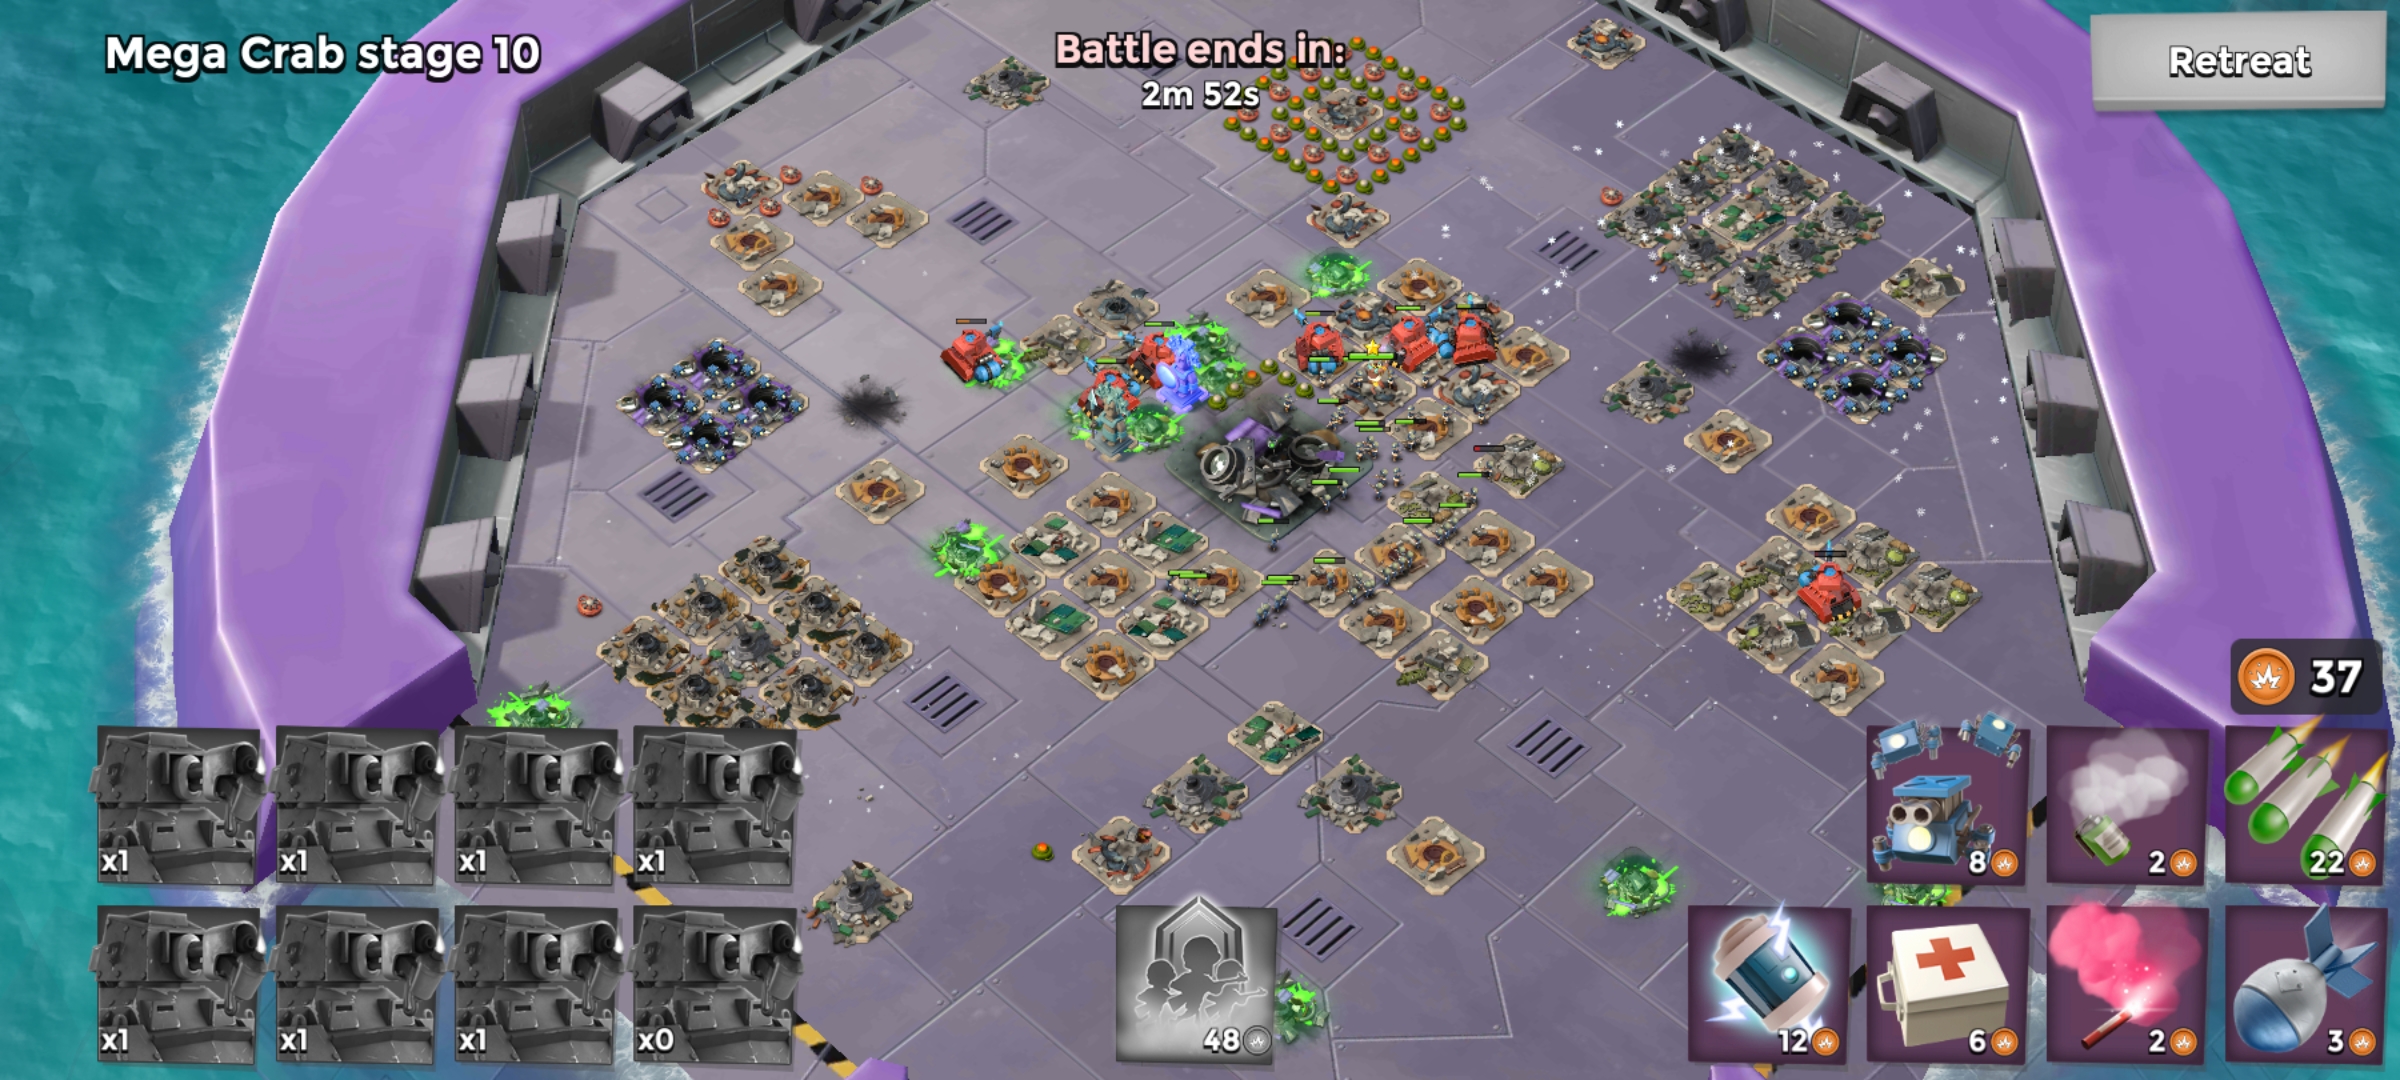 Mega Crab stage 10
Battle ends in:
2m 52s
Retreat
37
x1
x1
x1
x1
8
2
22
x1
x1
x1
x0
48
12
6
2
3